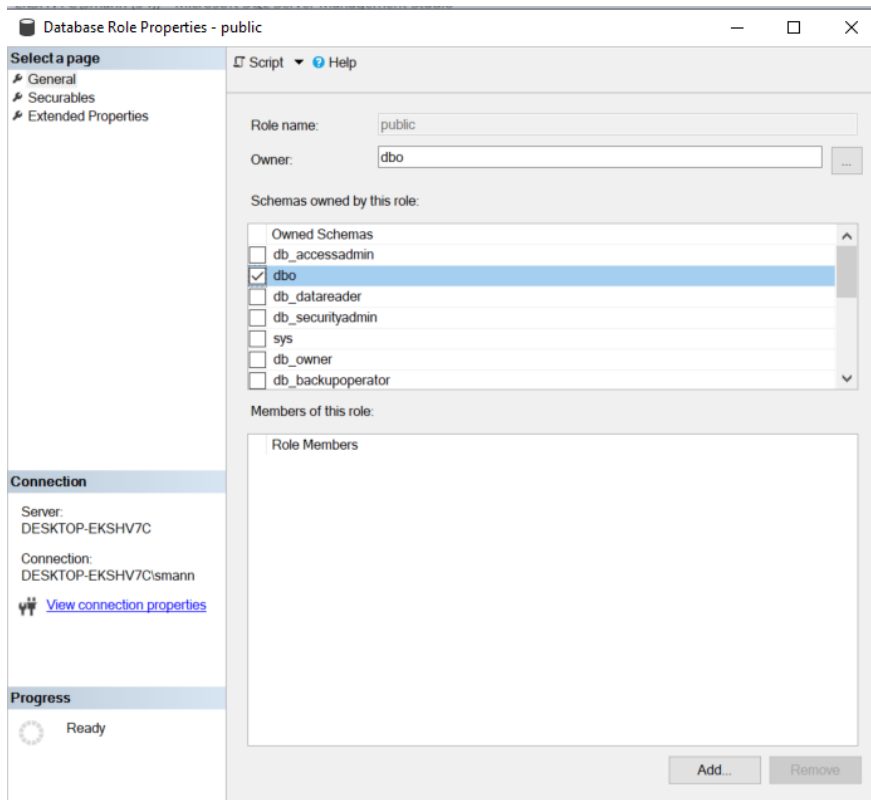 Database Role Properties - public
Select a page
General
Securables
Extended Properties
Script
Help
Role name:
public
Owner:
dbo
...
Schemas owned by this role:
Owned Schemas
db_accessadmin
dbo
db_datareader
db_securityadmin
sys
db_owner
db_backupoperator
Members of this role:
Role Members
Connection
Server:
DESKTOP-EKSHV7C
Connection:
DESKTOP-EKSHV7C\smann
View connection properties
Progress
Ready
Add...
Remove